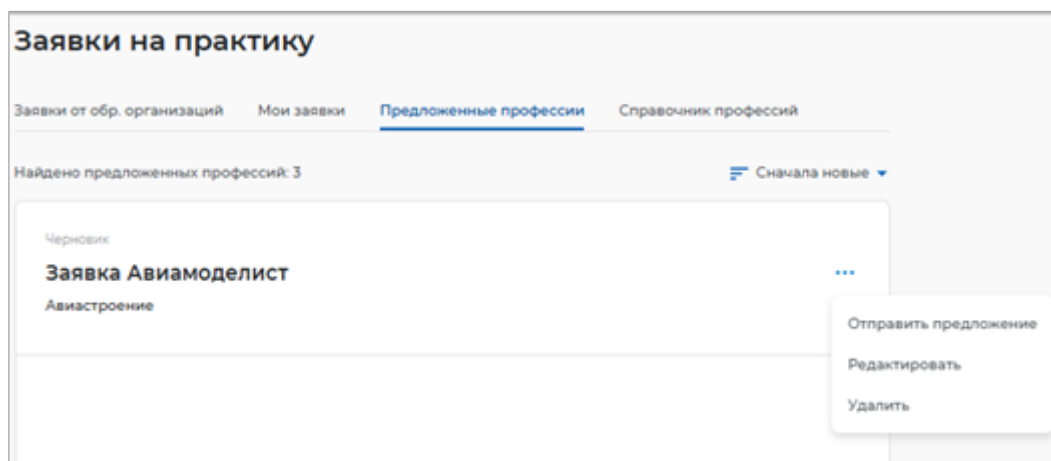 Заявки на практику
Заявки от обр. организаций Мои заявки Предложенные профессии Справочник профессий
Найдено предложенных профессий: 3 Сначала новые
Черновик
Заявка Авиамоделист
Авиастроение
Отправить предложение
Редактировать
Удалить